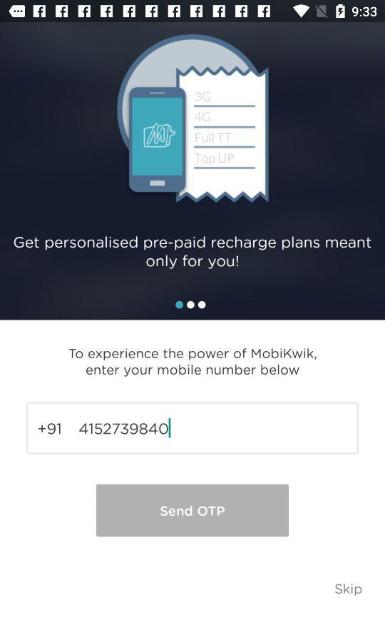 9:33
3G
4G
Full TT
Top UP
Get personalised pre-paid recharge plans meant
only for you!
To experience the power of MobiKwik,
enter your mobile number below
+91 4152739840
Send OTP
Skip